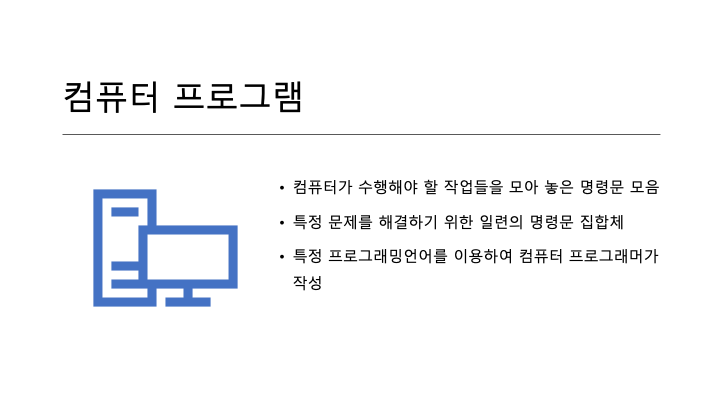 컴퓨터 프로그램
• 컴퓨터가 수행해야 할 작업들을 모아 놓은 명령문 모음
• 특정 문제를 해결하기 위한 일련의 명령문 집합체
• 특정 프로그래밍언어를 이용하여 컴퓨터 프로그래머가
작성